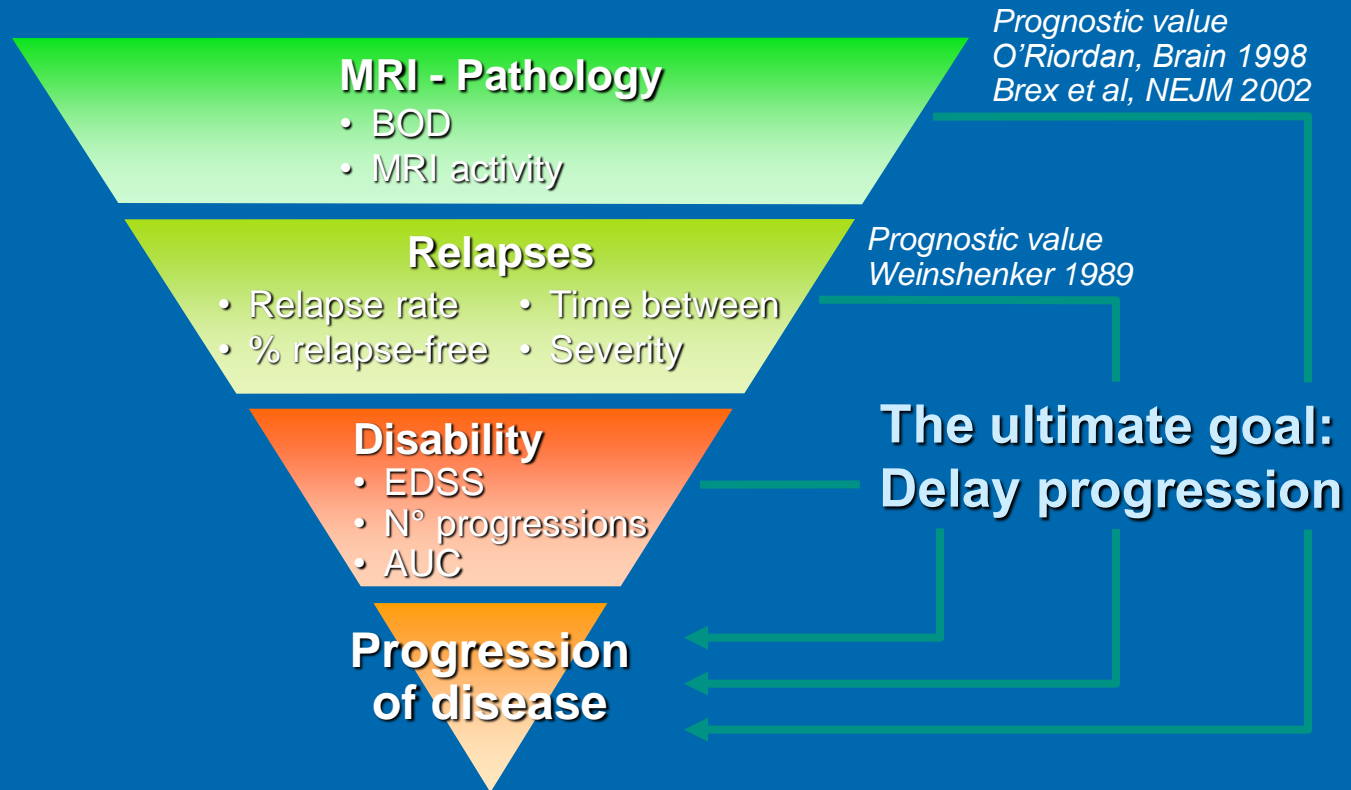 Prognostic value
O’Riordan, Brain 1998
Brex et al, NEJM 2002
MRI - Pathology
• BOD
• MRI activity
Prognostic value
Weinshenker 1989
Relapses
• Relapse rate • Time between
• % relapse-free • Severity
Disability
• EDSS
• N° progressions
• AUC
The ultimate goal:
Delay progression
Progression
of disease